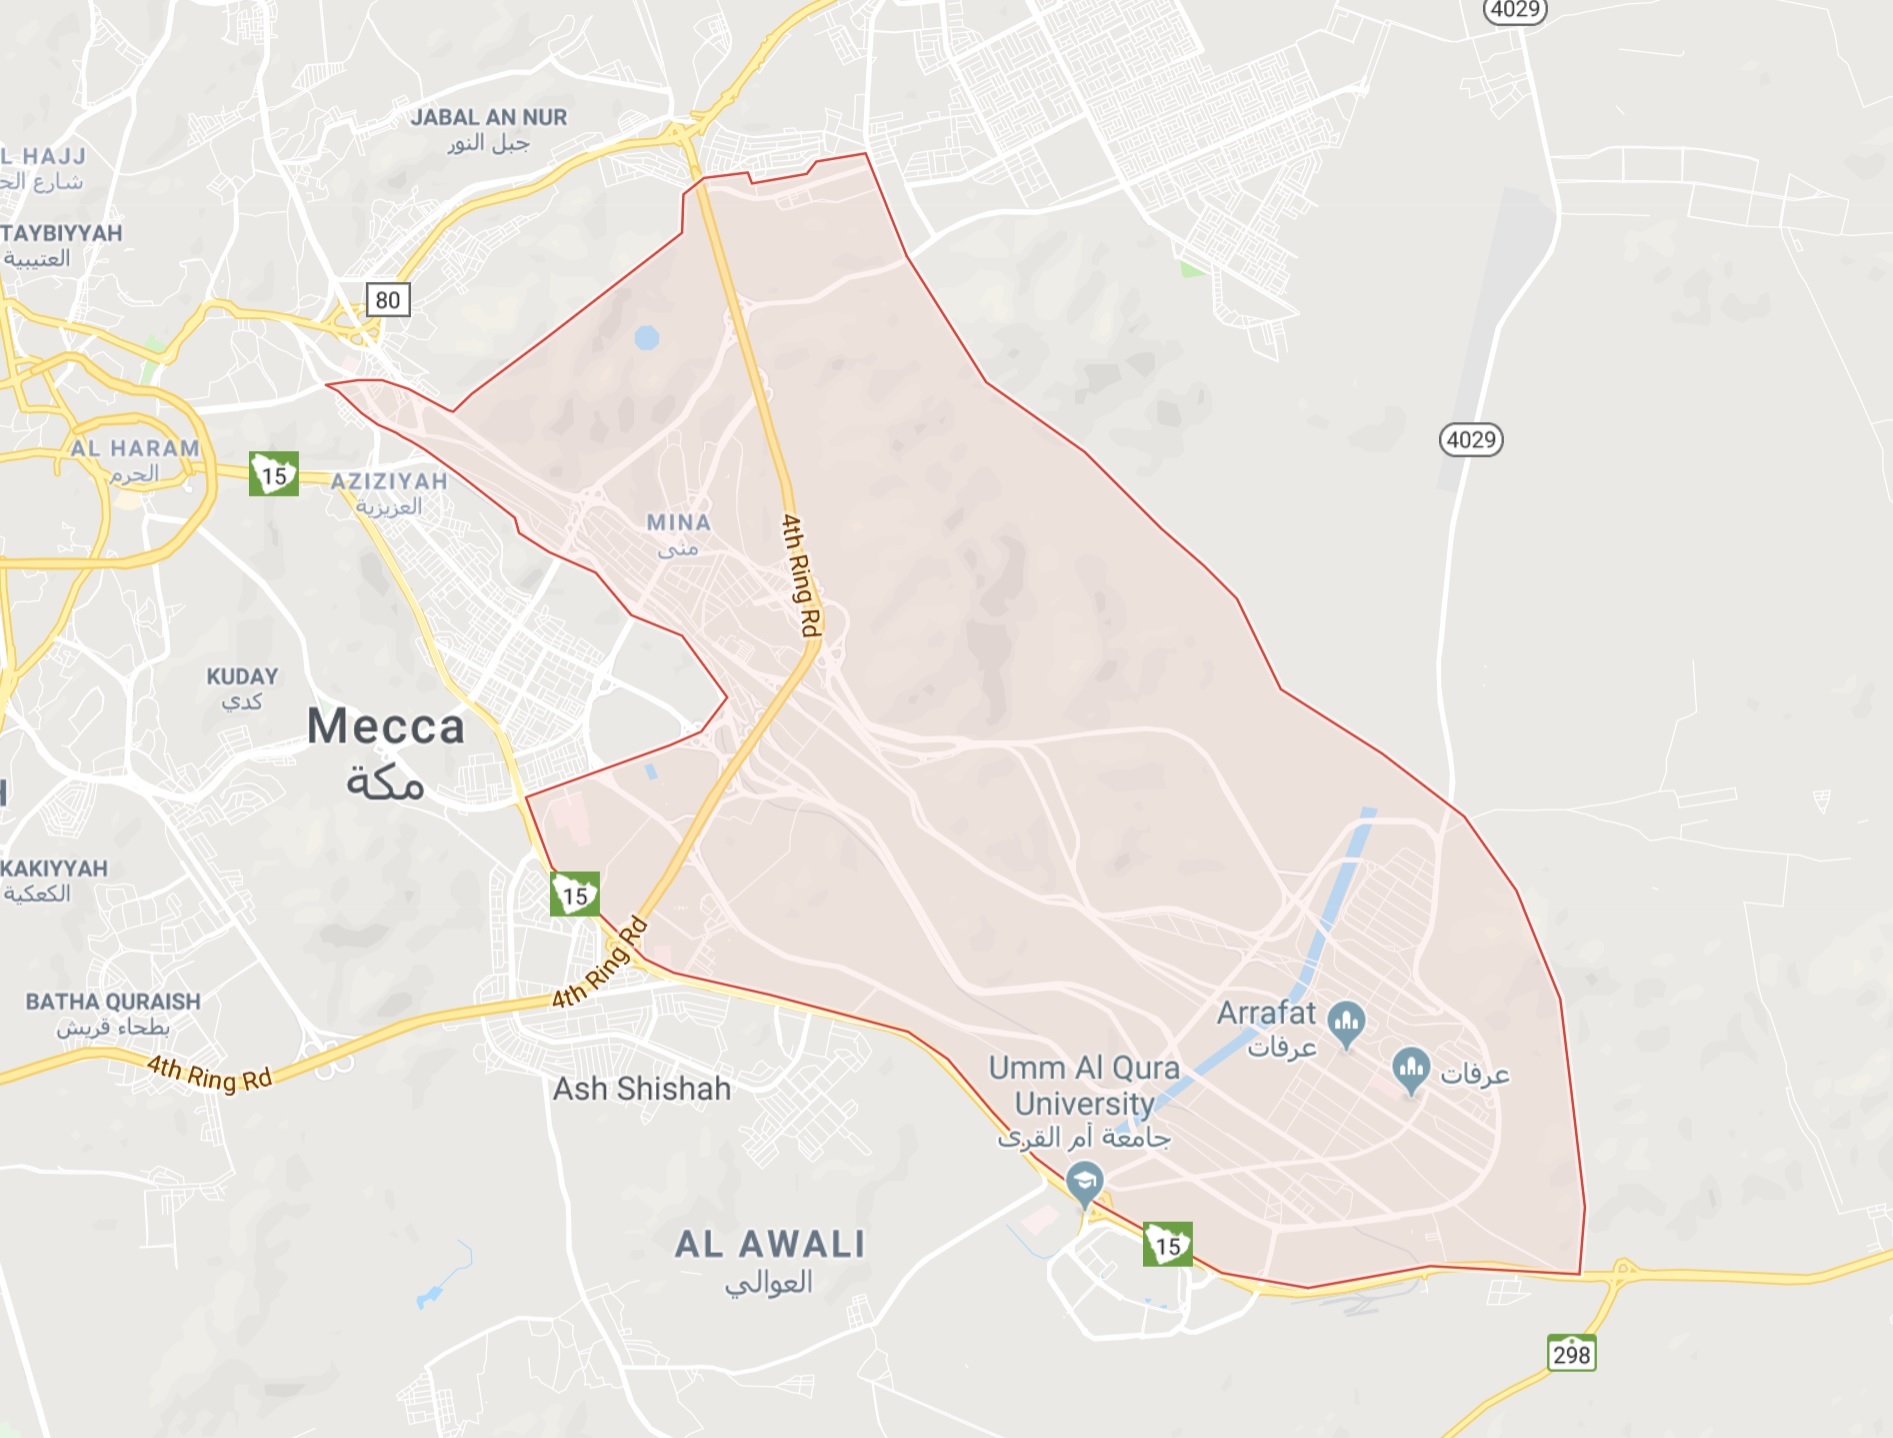 4029
JABAL AN NUR
جبل النور
L HAJJ
شارع الح
TAYBIYYAH
العتيبية
80
4029
AL HARAM
الحرم
15
AZIZIYAH
العزيزية
MINA
منى
4th Ring Rd
KUDAY
كدي
Mecca
مكة
H
KAKIYYAH
الكعكية
15
4th Ring Rd
BATHA QURAISH
بطحاء قريش
4th Ring Rd
Arrafat
عرفات
عرفات
Umm Al Qura
University
جامعة أم القرى
Ash Shishah
AL AWALI
العوالي
15
298